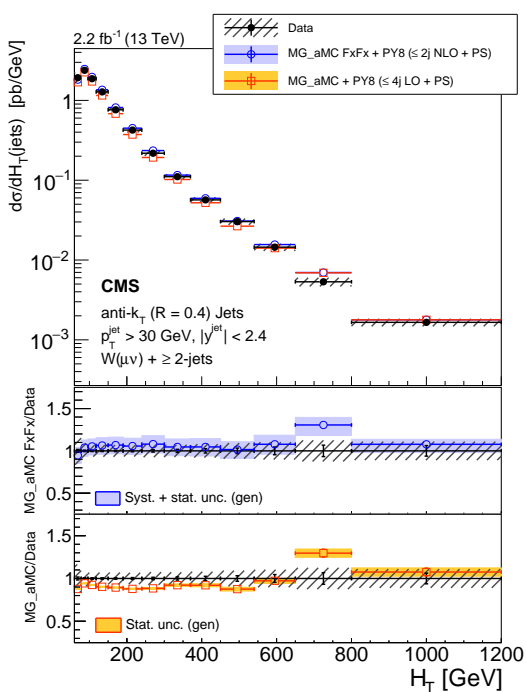 2.2 fb⁻¹ (13 TeV)
Data
MG_aMC FxFx + PY8 (≤ 2j NLO + PS)
MG_aMC + PY8 (≤ 4j LO + PS)
dσ/dH_T(jets) [pb/GeV]
1
10⁻¹
10⁻²
10⁻³
CMS
anti-k_T (R = 0.4) Jets
p_T^jet > 30 GeV, |y^jet| < 2.4
W(μν) + ≥ 2-jets
MG_aMC FxFx/Data
1.5
1
0.5
Syst. + stat. unc. (gen)
MG_aMC/Data
1.5
1
0.5
Stat. unc. (gen)
200 400 600 800 1000 1200
H_T [GeV]